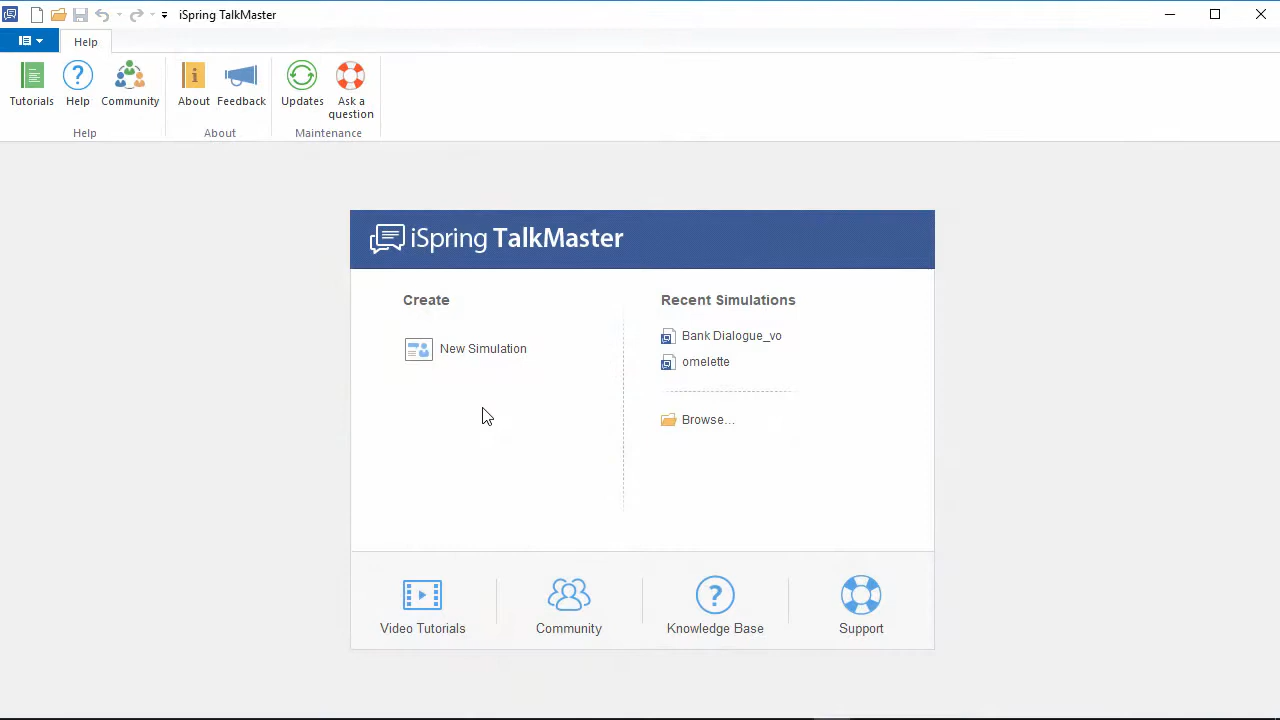 iSpring TalkMaster
Help
Tutorials
Help
Community
About
Feedback
Updates
Ask a
question
Help
About
Maintenance
iSpring TalkMaster
Create
New Simulation
Recent Simulations
Bank Dialogue_vo
omelette
Browse...
Video Tutorials
Community
Knowledge Base
Support